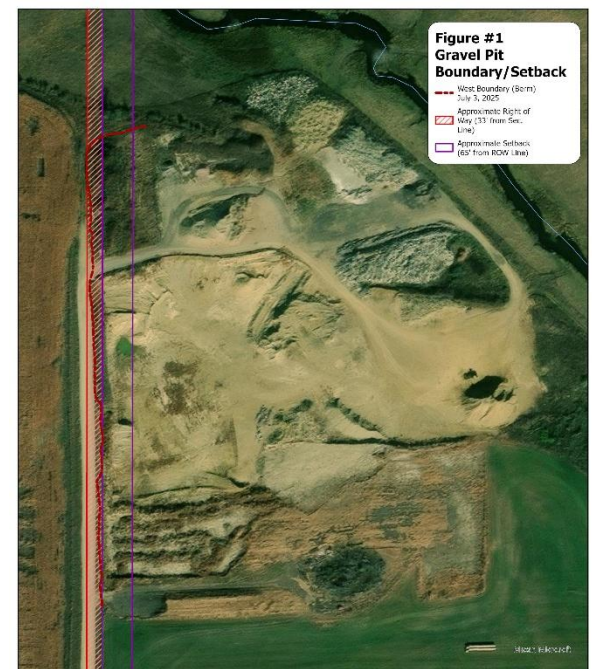 Figure #1
Gravel Pit
Boundary/Setback
West Boundary (Berm)
July 3, 2025
Approximate Right of
Way (33' from Sec.
Line)
Approximate Setback
(65' from ROW Line)
Microsoft